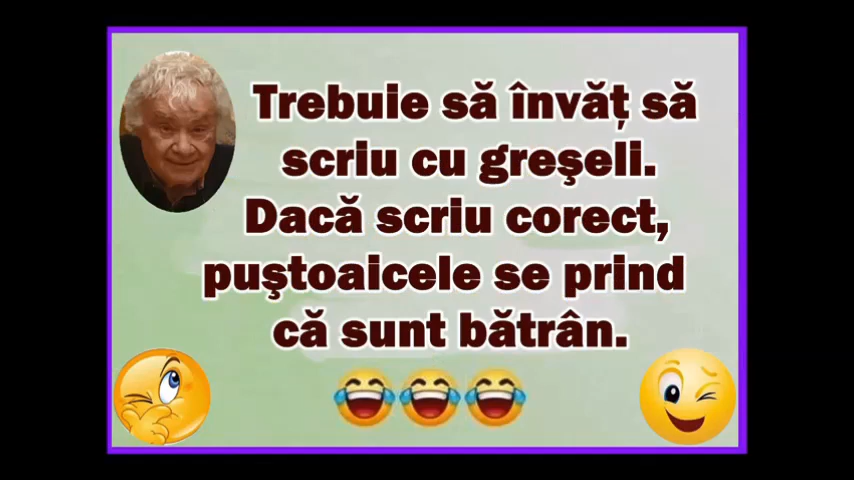 Trebuie să învăț să
scriu cu greşeli.
Dacă scriu corect,
puştoaicele se prind
că sunt bătrân.